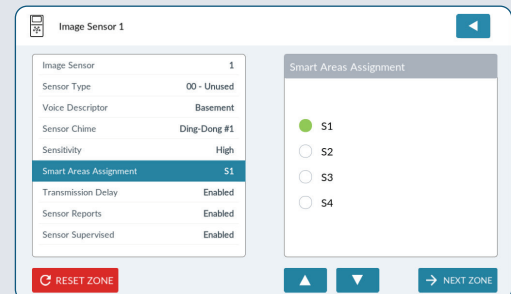 Image Sensor 1
Image Sensor 1
Sensor Type 00 - Unused
Voice Descriptor Basement
Sensor Chime Ding-Dong #1
Sensitivity High
Smart Areas Assignment S1
Transmission Delay Enabled
Sensor Reports Enabled
Sensor Supervised Enabled
Smart Areas Assignment
S1
S2
S3
S4
RESET ZONE
NEXT ZONE